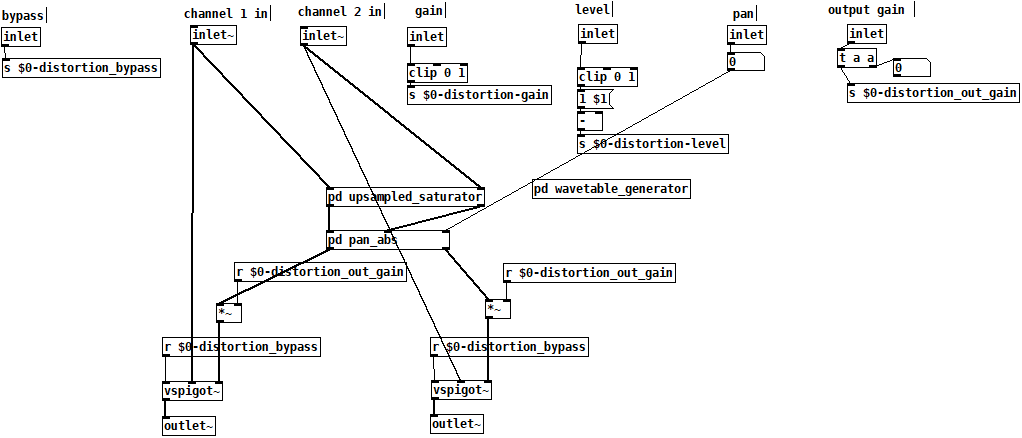 bypass
channel 1 in
channel 2 in
gain
level
pan
output gain
inlet
inlet~
inlet~
inlet
inlet
inlet
inlet
s $0-distortion_bypass
clip 0 1
clip 0 1
0
t a a
0
s $0-distortion-gain
1 $1
s $0-distortion_out_gain
-
s $0-distortion-level
pd upsampled_saturator
pd wavetable_generator
pd pan_abs
r $0-distortion_out_gain
r $0-distortion_out_gain
*~
*~
r $0-distortion_bypass
r $0-distortion_bypass
vspigot~
vspigot~
outlet~
outlet~